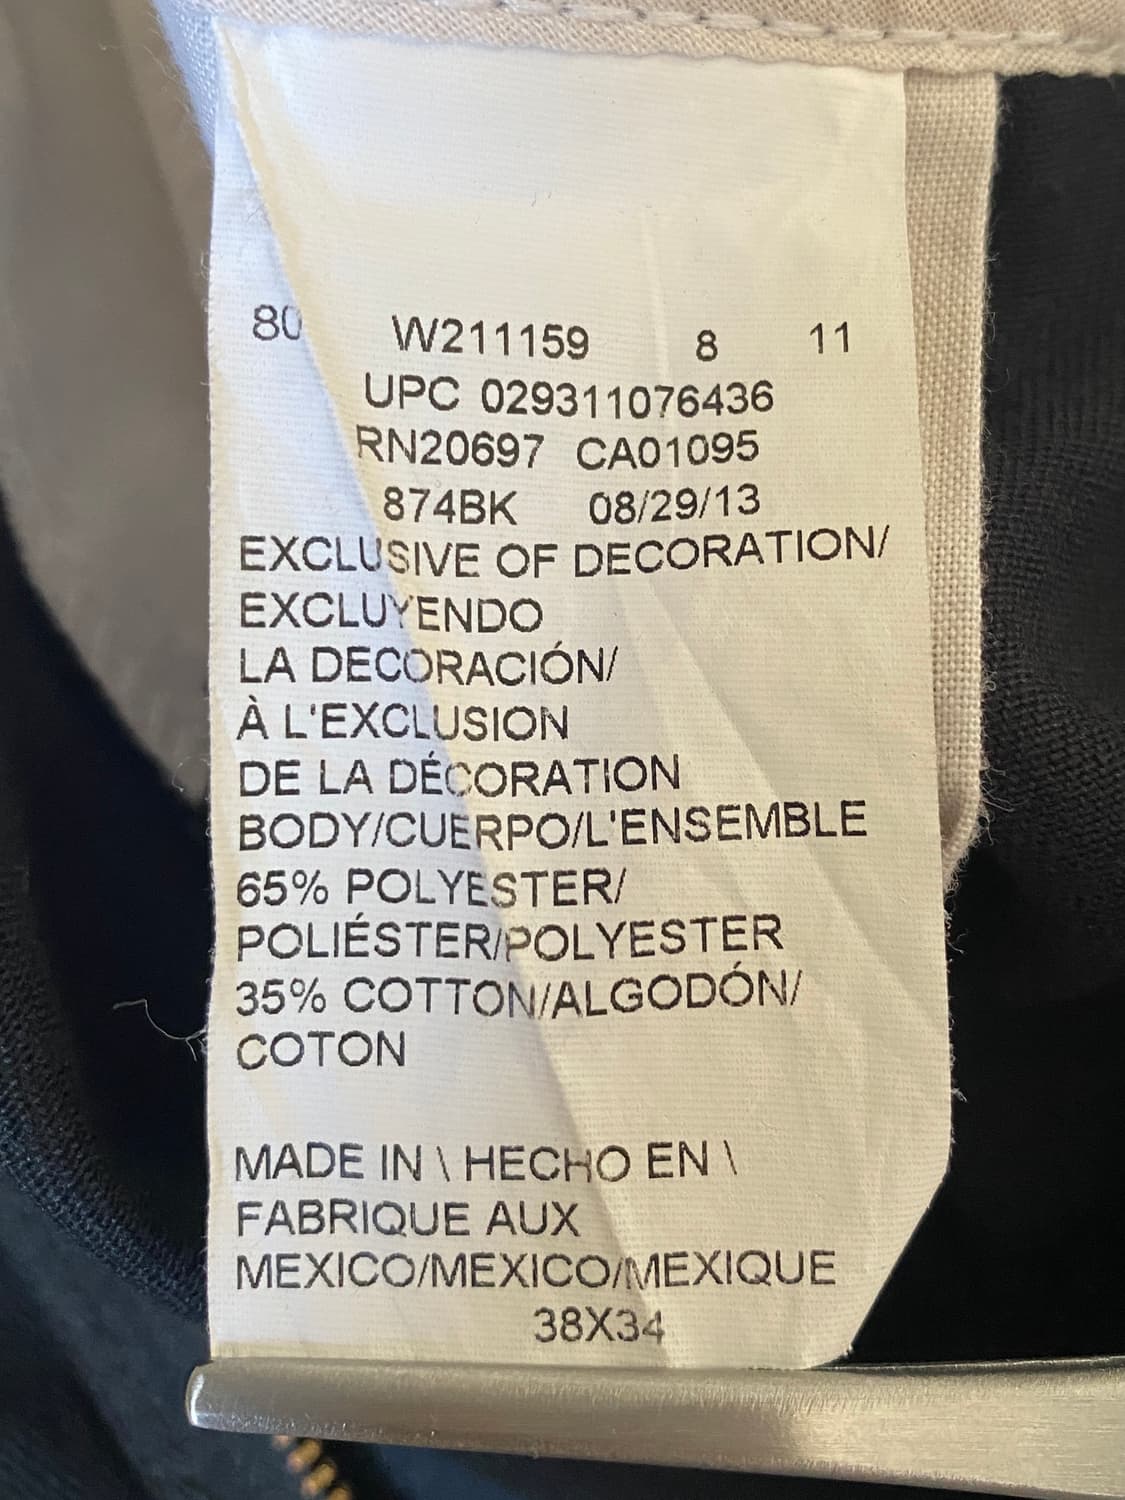 80 W211159 8 11
UPC 029311076436
RN20697 CA01095
874BK 08/29/13
EXCLUSIVE OF DECORATION/
EXCLUYENDO
LA DECORACIÓN/
À L'EXCLUSION
DE LA DÉCORATION
BODY/CUERPO/L'ENSEMBLE
65% POLYESTER/
POLIÉSTER/POLYESTER
35% COTTON/ALGODÓN/
COTON
MADE IN \ HECHO EN \
FABRIQUE AUX
MEXICO/MEXICO/MEXIQUE
38X34